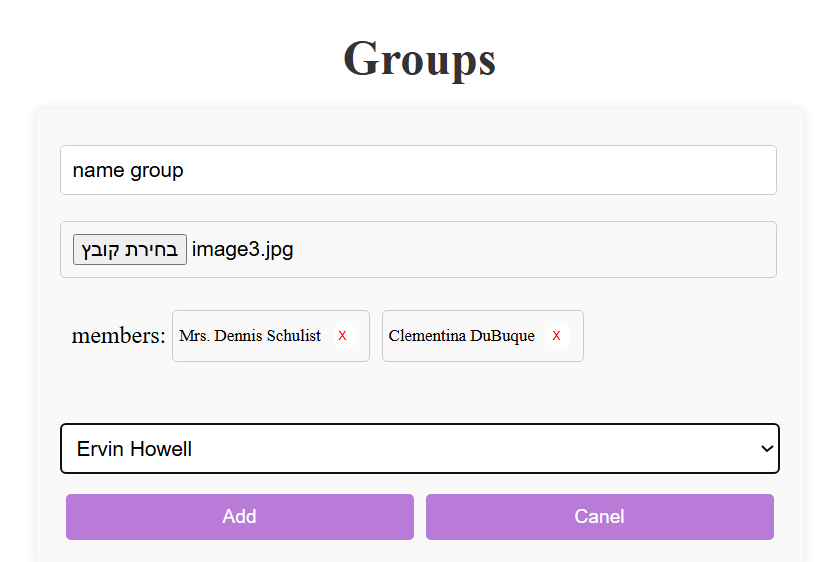 Groups
name group
בחירת קובץ image3.jpg
members: Mrs. Dennis Schulist X Clementina DuBuque X
Ervin Howell
Add Canel